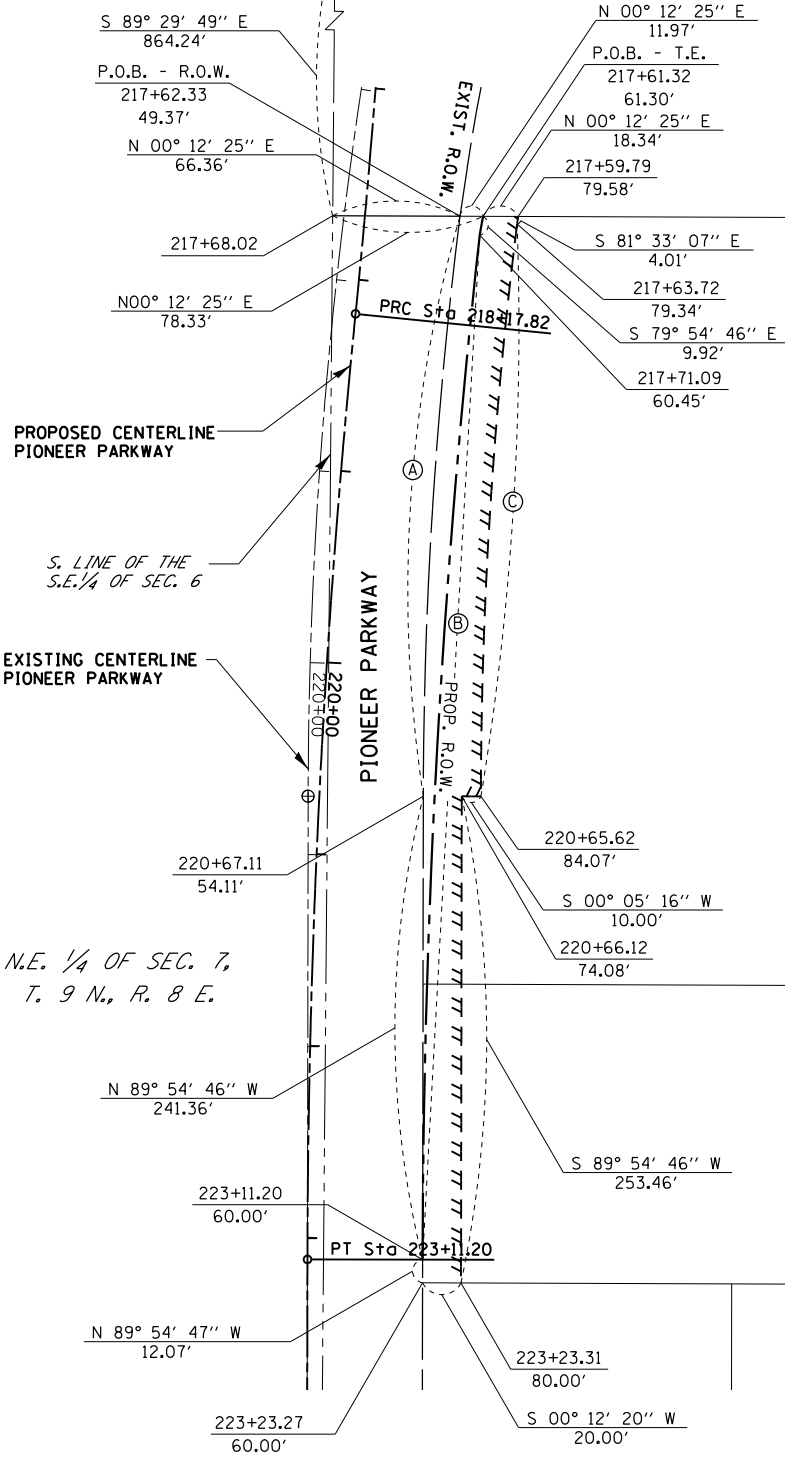 S 89° 29' 49'' E
864.24'
P.O.B. - R.O.W.
217+62.33
49.37'
N 00° 12' 25'' E
66.36'
217+68.02
N00° 12' 25'' E
78.33'
PROPOSED CENTERLINE
PIONEER PARKWAY
S. LINE OF THE
S.E.¼ OF SEC. 6
EXISTING CENTERLINE
PIONEER PARKWAY
220+67.11
54.11'
N.E. ¼ OF SEC. 7,
T. 9 N., R. 8 E.
N 89° 54' 46'' W
241.36'
223+11.20
60.00'
N 89° 54' 47'' W
12.07'
223+23.27
60.00'
EXIST. R.O.W.
PRC Sta 218+17.82
A
C
B
PIONEER PARKWAY
220+00
220+00
PROP. R.O.W.
PT Sta 223+11.20
N 00° 12' 25'' E
11.97'
P.O.B. - T.E.
217+61.32
61.30'
N 00° 12' 25'' E
18.34'
217+59.79
79.58'
S 81° 33' 07'' E
4.01'
217+63.72
79.34'
S 79° 54' 46'' E
9.92'
217+71.09
60.45'
220+65.62
84.07'
S 00° 05' 16'' W
10.00'
220+66.12
74.08'
S 89° 54' 46'' W
253.46'
223+23.31
80.00'
S 00° 12' 20'' W
20.00'